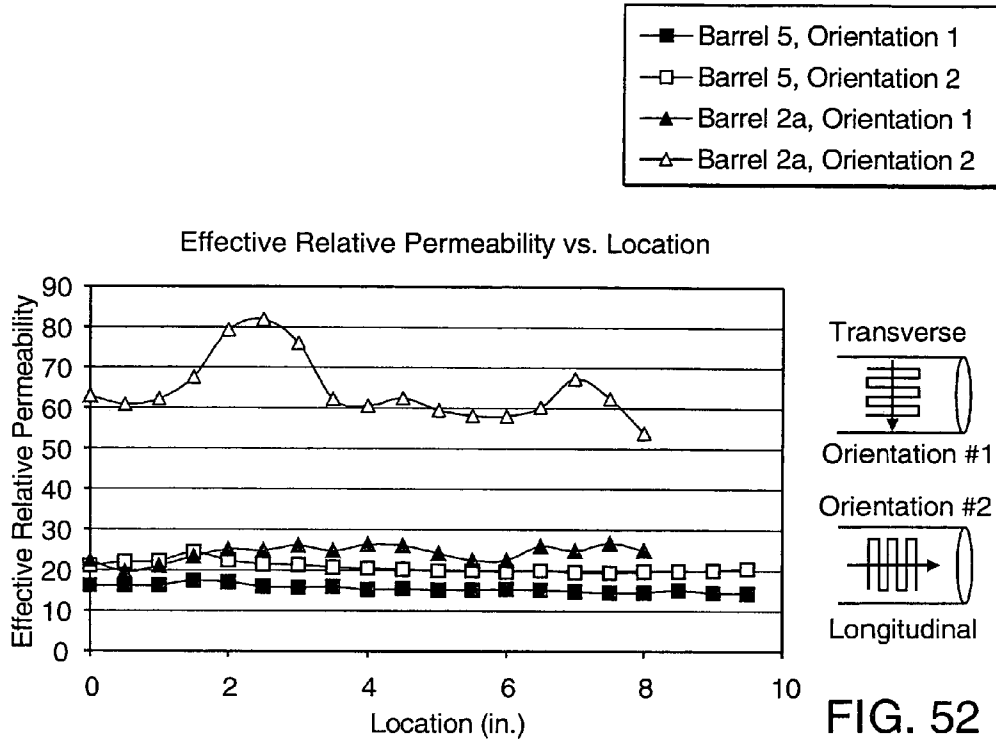 Barrel 5, Orientation 1
Barrel 5, Orientation 2
Barrel 2a, Orientation 1
Barrel 2a, Orientation 2
Effective Relative Permeability vs. Location
Effective Relative Permeability
90
80
70
60
50
40
30
20
10
0
0
2
4
6
8
10
Location (in.)
Transverse
Orientation #1
Orientation #2
Longitudinal
FIG. 52